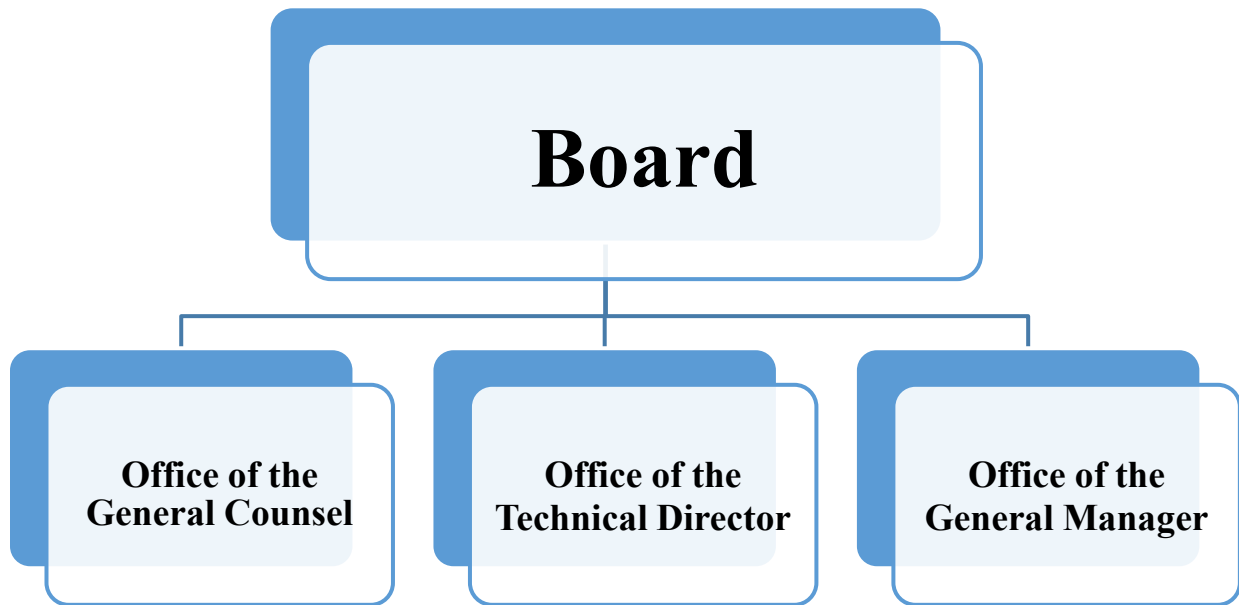 Board
Office of the
General Counsel
Office of the
Technical Director
Office of the
General Manager